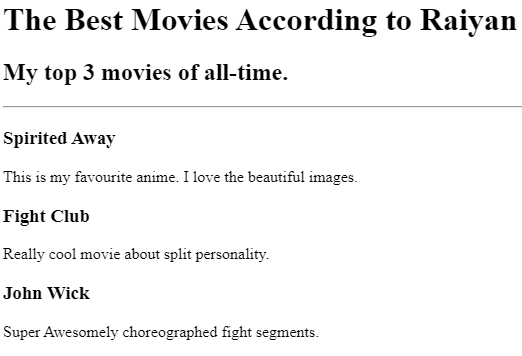 The Best Movies According to Raiyan
My top 3 movies of all-time.
Spirited Away
This is my favourite anime. I love the beautiful images.
Fight Club
Really cool movie about split personality.
John Wick
Super Awesomely choreographed fight segments.